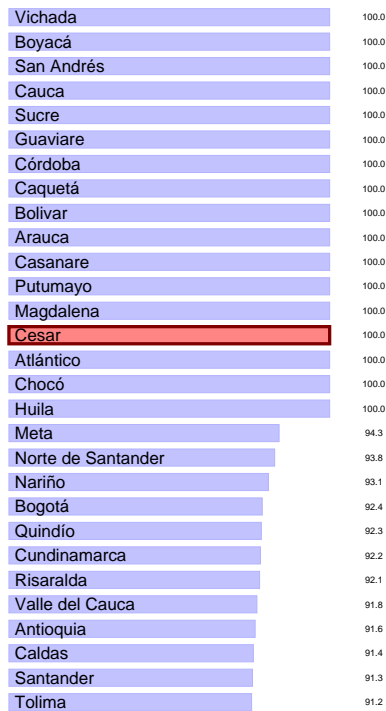 Vichada 100.0
Boyacá 100.0
San Andrés 100.0
Cauca 100.0
Sucre 100.0
Guaviare 100.0
Córdoba 100.0
Caquetá 100.0
Bolivar 100.0
Arauca 100.0
Casanare 100.0
Putumayo 100.0
Magdalena 100.0
Cesar 100.0
Atlántico 100.0
Chocó 100.0
Huila 100.0
Meta 94.3
Norte de Santander 93.8
Nariño 93.1
Bogotá 92.4
Quindío 92.3
Cundinamarca 92.2
Risaralda 92.1
Valle del Cauca 91.8
Antioquia 91.6
Caldas 91.4
Santander 91.3
Tolima 91.2